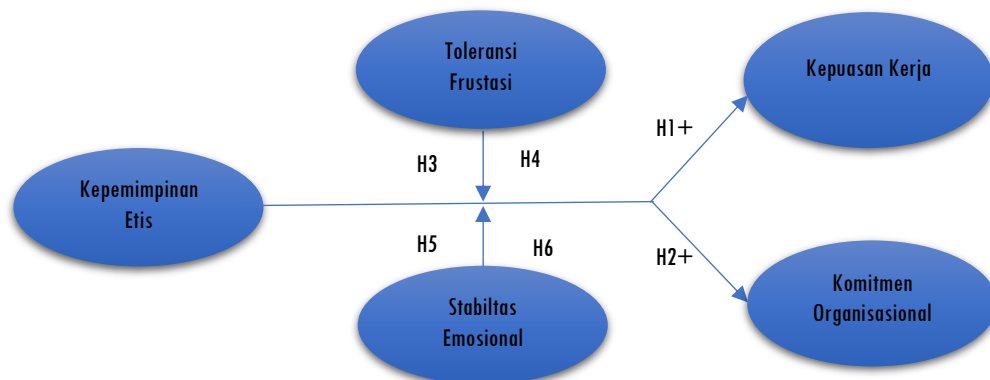 Toleransi
Frustasi
Kepuasan Kerja
H1+
H3
H4
Kepemimpinan
Etis
H5
H6
H2+
Stabiltas
Emosional
Komitmen
Organisasional